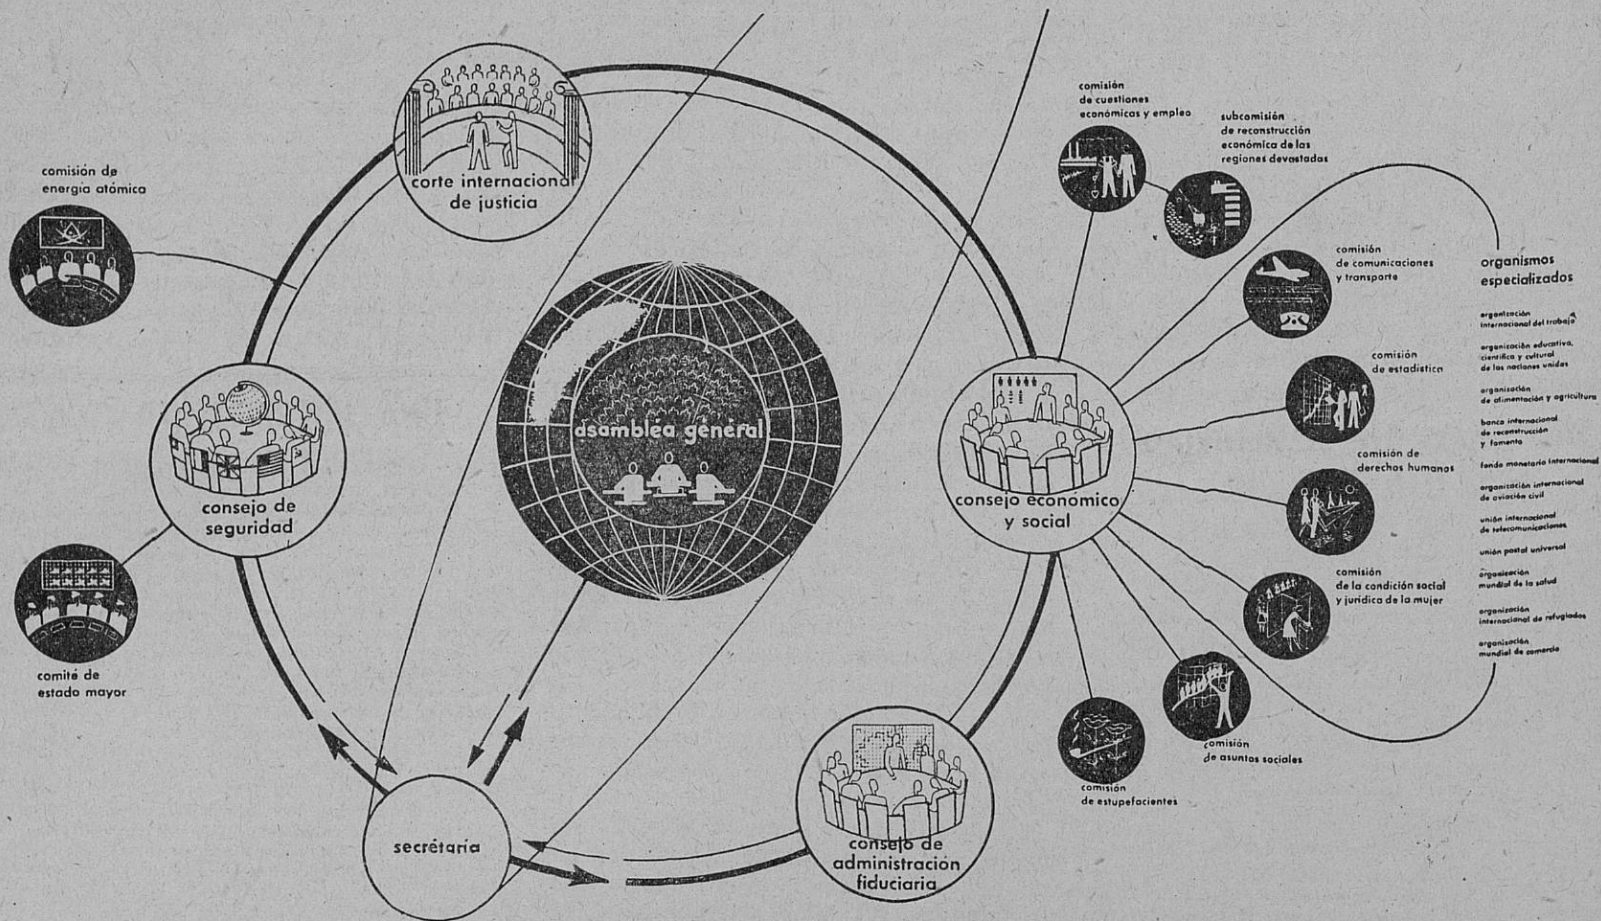 corte internacional
de justicia
comisión de
energía atómica
consejo de
seguridad
comité de
estado mayor
asamblea general
secrétaría
consejo de
administración
fiduciaria
consejo económico
y social
comisión
de cuestiones
económicas y empleo
subcomisión
de reconstrucción
económica de las
regiones devastadas
comisión
de comunicaciones
y transporte
comisión
de estadística
comisión de
derechos humanos
comisión
de la condición social
y jurídica de la mujer
comisión
de asuntos sociales
comisión
de estupefacientes
organismos
especializados
organización
internacional del trabajo
organización educativa,
científica y cultural
de las naciones unidas
organización
de alimentación y agricultura
banco internacional
de reconstrucción
y fomento
fondo monetario internacional
organización internacional
de aviación civil
unión internacional
de telecomunicaciones
unión postal universal
organización
mundial de la salud
organización
internacional de refugiados
organización
mundial de comercio